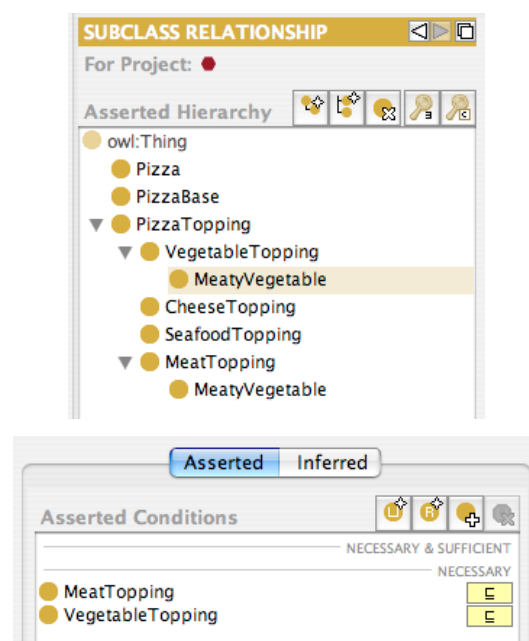 SUBCLASS RELATIONSHIP
For Project:
Asserted Hierarchy
owl:Thing
Pizza
PizzaBase
PizzaTopping
VegetableTopping
MeatyVegetable
CheeseTopping
SeafoodTopping
MeatTopping
MeatyVegetable
Asserted Inferred
Asserted Conditions
NECESSARY & SUFFICIENT
NECESSARY
MeatTopping ⊑
VegetableTopping ⊑